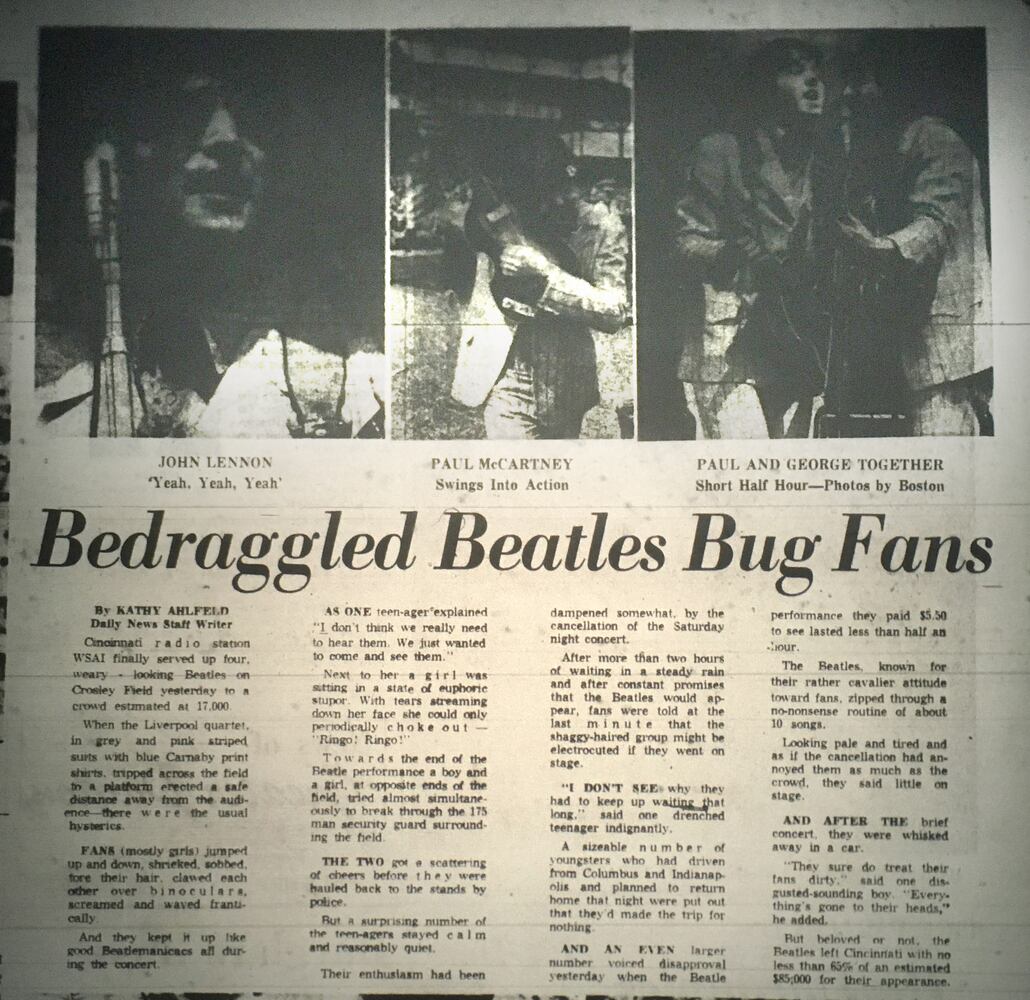 JOHN LENNON
'Yeah, Yeah, Yeah'
PAUL McCARTNEY
Swings Into Action
PAUL AND GEORGE TOGETHER
Short Half Hour—Photos by Boston
Bedraggled Beatles Bug Fans
By KATHY AHLFELD
Daily News Staff Writer
Cincinnati radio station
WSAI finally served up four,
weary - looking Beatles on
Crosley Field yesterday to a
crowd estimated at 17,000.
When the Liverpool quartet,
in grey and pink striped
suits with blue Carnaby print
shirts, tripped across the field
to a platform erected a safe
distance away from the audi-
ence—there were the usual
hysterics.
FANS (mostly girls) jumped
up and down, shrieked, sobbed,
tore their hair, clawed each
other over binoculars,
screamed and waved franti-
cally.
And they kept it up like
good Beatlemaniacs all dur-
ing the concert.
AS ONE teen-ager explained
"I don't think we really need
to hear them. We just wanted
to come and see them."
Next to her a girl was
sitting in a state of euphoric
stupor. With tears streaming
down her face she could only
periodically choke out —
"Ringo! Ringo!"
Towards the end of the
Beatle performance a boy and
a girl, at opposite ends of the
field, tried almost simultane-
ously to break through the 175
man security guard surround-
ing the field.
THE TWO got a scattering
of cheers before they were
hauled back to the stands by
police.
But a surprising number of
the teen-agers stayed calm
and reasonably quiet.
Their enthusiasm had been
dampened somewhat, by the
cancellation of the Saturday
night concert.
After more than two hours
of waiting in a steady rain
and after constant promises
that the Beatles would ap-
pear, fans were told at the
last minute that the
shaggy-haired group might be
electrocuted if they went on
stage.
"I DON'T SEE why they
had to keep up waiting that
long," said one drenched
teenager indignantly.
A sizeable number of
youngsters who had driven
from Columbus and Indianap-
olis and planned to return
home that night were put out
that they'd made the trip for
nothing.
AND AN EVEN larger
number voiced disapproval
yesterday when the Beatle
performance they paid $5.50
to see lasted less than half an
hour.
The Beatles, known for
their rather cavalier attitude
toward fans, zipped through a
no-nonsense routine of about
10 songs.
Looking pale and tired and
as if the cancellation had an-
noyed them as much as the
crowd, they said little on
stage.
AND AFTER THE brief
concert, they were whisked
away in a car.
"They sure do treat their
fans dirty," said one dis-
gusted-sounding boy. "Every-
thing's gone to their heads,"
he added.
But beloved or not, the
Beatles left Cincinnati with no
less than 65% of an estimated
$85,000 for their appearance.